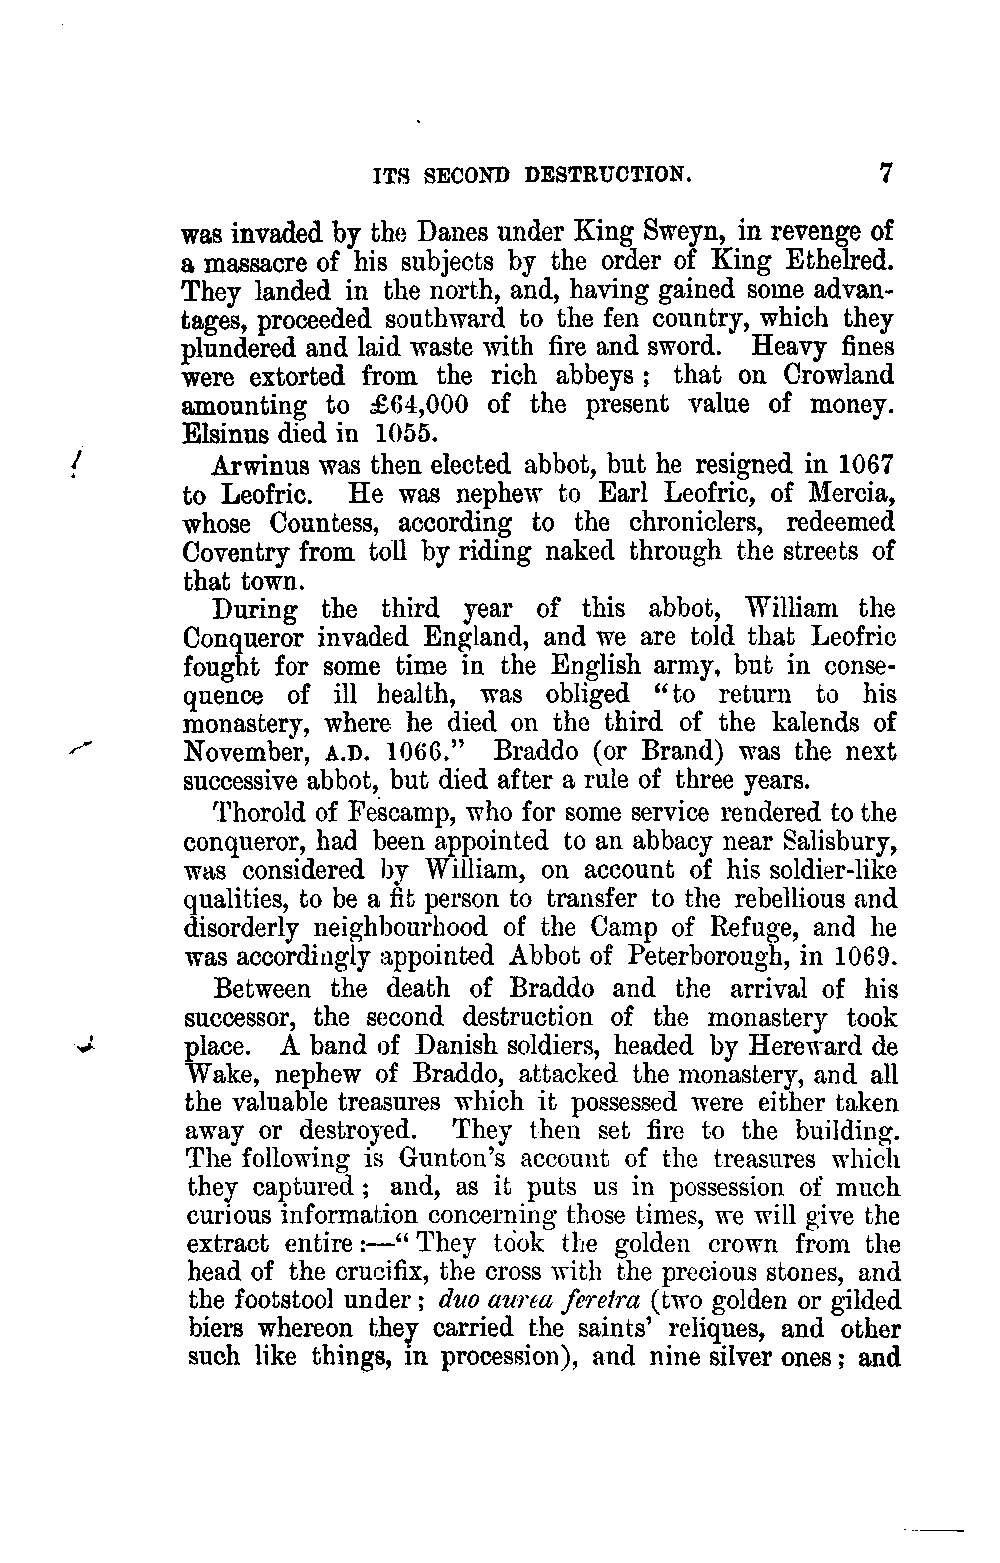 ITS SECOND DESTRUCTION. 7
was invaded by the Danes under King Sweyn, in revenge of
a massacre of his subjects by the order of King Ethelred.
They landed in the north, and, having gained some advan-
tages, proceeded southward to the fen country, which they
plundered and laid waste with fire and sword. Heavy fines
were extorted from the rich abbeys ; that on Crowland
amounting to £64,000 of the present value of money.
Elsinus died in 1055.
Arwinus was then elected abbot, but he resigned in 1067
to Leofric. He was nephew to Earl Leofric, of Mercia,
whose Countess, according to the chroniclers, redeemed
Coventry from toll by riding naked through the streets of
that town.
During the third year of this abbot, William the
Conqueror invaded England, and we are told that Leofric
fought for some time in the English army, but in conse-
quence of ill health, was obliged “to return to his
monastery, where he died on the third of the kalends of
November, A.D. 1066.” Braddo (or Brand) was the next
successive abbot, but died after a rule of three years.
Thorold of Fescamp, who for some service rendered to the
conqueror, had been appointed to an abbacy near Salisbury,
was considered by William, on account of his soldier-like
qualities, to be a fit person to transfer to the rebellious and
disorderly neighbourhood of the Camp of Refuge, and he
was accordingly appointed Abbot of Peterborough, in 1069.
Between the death of Braddo and the arrival of his
successor, the second destruction of the monastery took
place. A band of Danish soldiers, headed by Hereward de
Wake, nephew of Braddo, attacked the monastery, and all
the valuable treasures which it possessed were either taken
away or destroyed. They then set fire to the building.
The following is Gunton's account of the treasures which
they captured ; and, as it puts us in possession of much
curious information concerning those times, we will give the
extract entire :—“ They took the golden crown from the
head of the crucifix, the cross with the precious stones, and
the footstool under ; duo aurea feretra (two golden or gilded
biers whereon they carried the saints' reliques, and other
such like things, in procession), and nine silver ones ; and